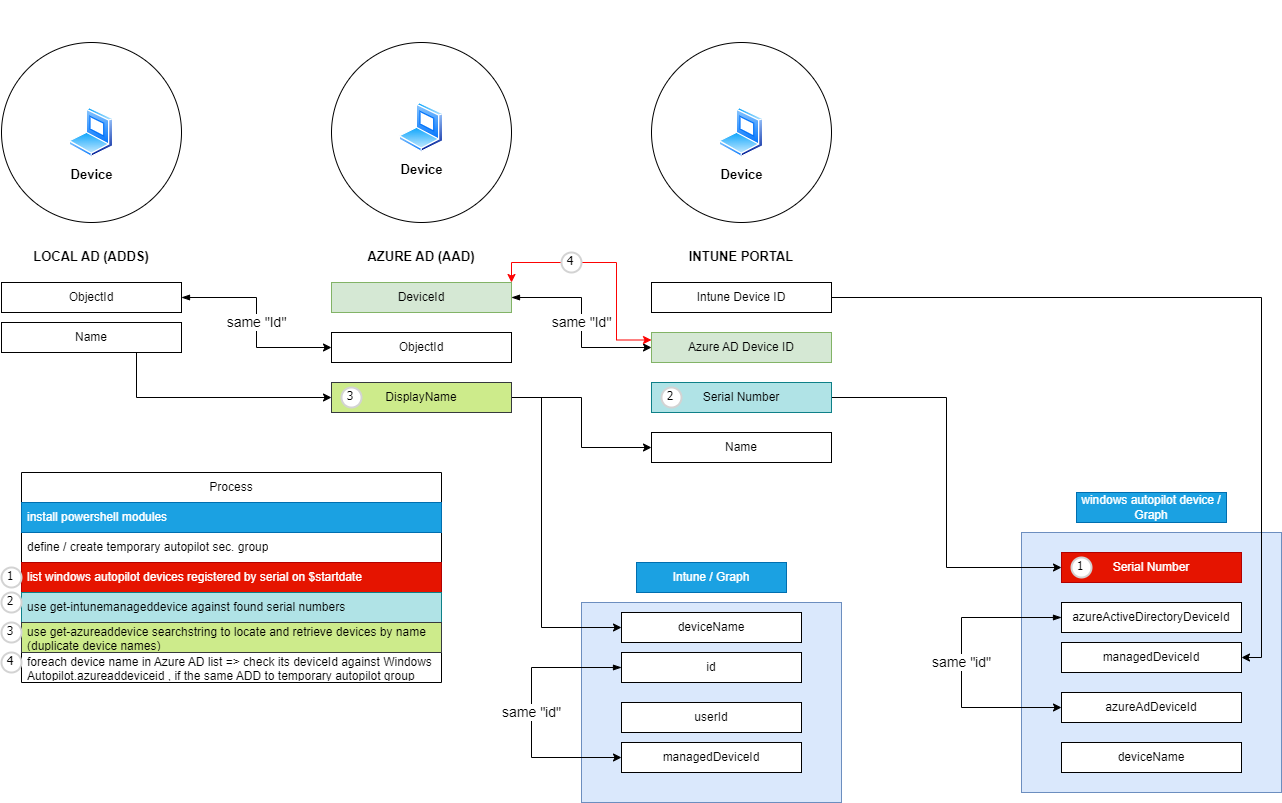 Device
Device
Device
LOCAL AD (ADDS)
AZURE AD (AAD)
INTUNE PORTAL
4
ObjectId
DeviceId
Intune Device ID
same "Id"
same "Id"
Name
ObjectId
Azure AD Device ID
3
DisplayName
2
Serial Number
Name
Process
install powershell modules
define / create temporary autopilot sec. group
1
list windows autopilot devices registered by serial on $startdate
2
use get-intunemanageddevice against found serial numbers
3
use get-azureaddevice searchstring to locate and retrieve devices by name
(duplicate device names)
4
foreach device name in Azure AD list => check its deviceId against Windows
Autopilot.azureaddeviceid , if the same ADD to temporary autopilot group
Intune / Graph
deviceName
id
same "id"
userId
managedDeviceId
windows autopilot device /
Graph
1
Serial Number
azureActiveDirectoryDeviceId
same "id"
managedDeviceId
azureAdDeviceId
deviceName